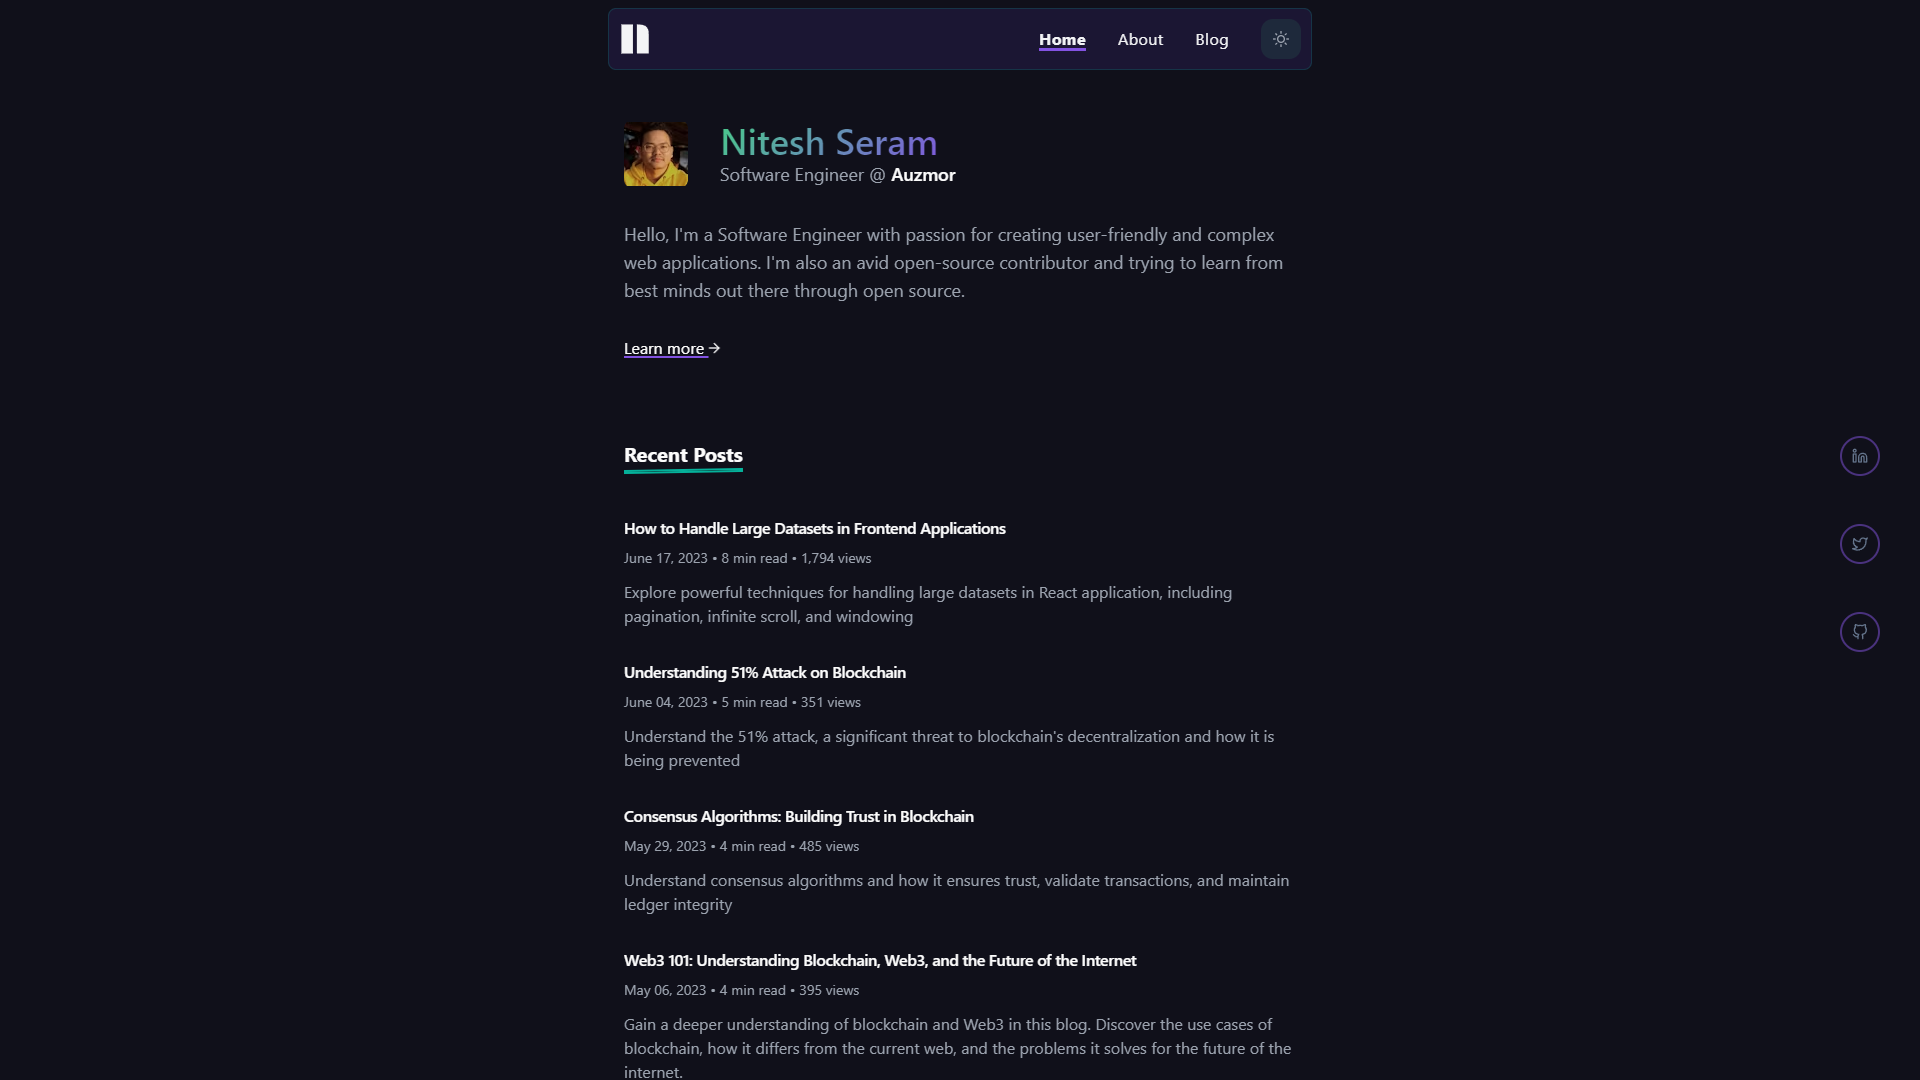 Home About Blog
Nitesh Seram
Software Engineer @ Auzmor
Hello, I'm a Software Engineer with passion for creating user-friendly and complex
web applications. I'm also an avid open-source contributor and trying to learn from
best minds out there through open source.
Learn more →
Recent Posts
How to Handle Large Datasets in Frontend Applications
June 17, 2023 • 8 min read • 1,794 views
Explore powerful techniques for handling large datasets in React application, including
pagination, infinite scroll, and windowing
Understanding 51% Attack on Blockchain
June 04, 2023 • 5 min read • 351 views
Understand the 51% attack, a significant threat to blockchain's decentralization and how it is
being prevented
Consensus Algorithms: Building Trust in Blockchain
May 29, 2023 • 4 min read • 485 views
Understand consensus algorithms and how it ensures trust, validate transactions, and maintain
ledger integrity
Web3 101: Understanding Blockchain, Web3, and the Future of the Internet
May 06, 2023 • 4 min read • 395 views
Gain a deeper understanding of blockchain and Web3 in this blog. Discover the use cases of
blockchain, how it differs from the current web, and the problems it solves for the future of the
internet.